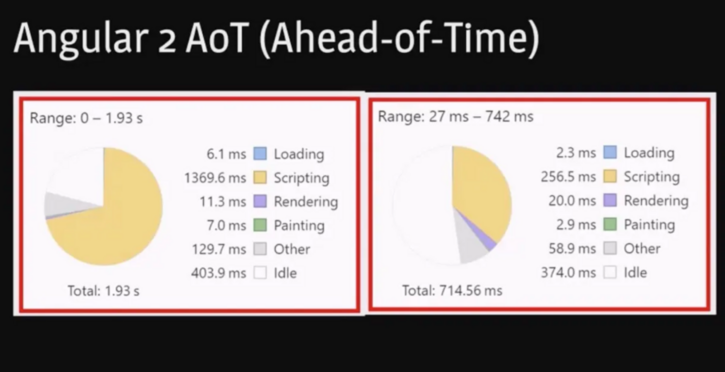 Angular 2 AoT (Ahead-of-Time)
Range: 0 – 1.93 s
6.1 ms Loading
1369.6 ms Scripting
11.3 ms Rendering
7.0 ms Painting
129.7 ms Other
403.9 ms Idle
Total: 1.93 s
Range: 27 ms – 742 ms
2.3 ms Loading
256.5 ms Scripting
20.0 ms Rendering
2.9 ms Painting
58.9 ms Other
374.0 ms Idle
Total: 714.56 ms